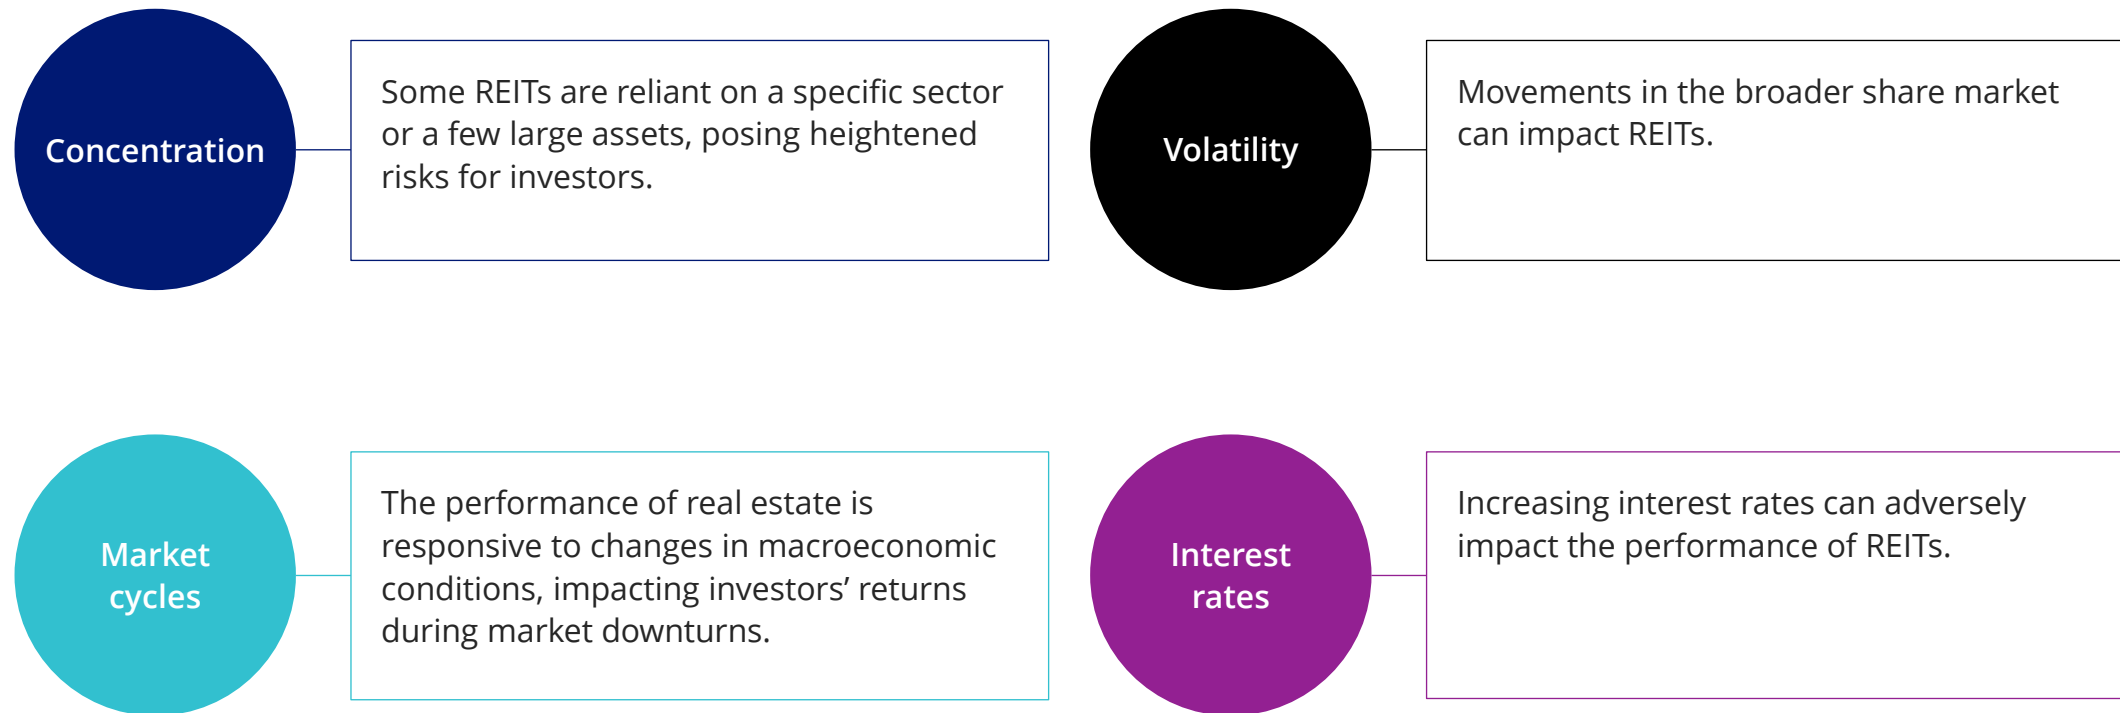 Concentration
Some REITs are reliant on a specific sector
or a few large assets, posing heightened
risks for investors.
Volatility
Movements in the broader share market
can impact REITs.
Market
cycles
The performance of real estate is
responsive to changes in macroeconomic
conditions, impacting investors’ returns
during market downturns.
Interest
rates
Increasing interest rates can adversely
impact the performance of REITs.